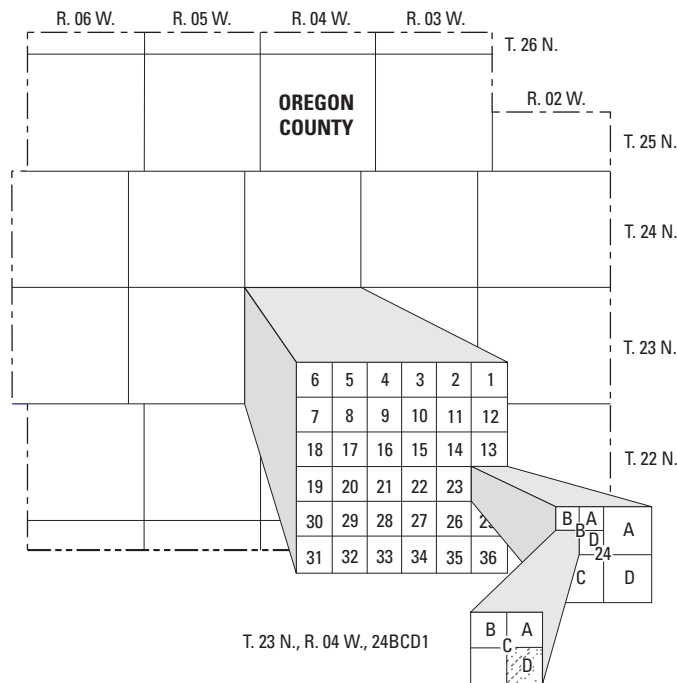 R. 06 W. R. 05 W. R. 04 W. R. 03 W.
T. 26 N.
OREGON
COUNTY
R. 02 W.
T. 25 N.
T. 24 N.
T. 23 N.
6 5 4 3 2 1
7 8 9 10 11 12
18 17 16 15 14 13
T. 22 N.
19 20 21 22 23
30 29 28 27 26
31 32 33 34 35 36
B A
B A
D
24
C D
B A
C
D
T. 23 N., R. 04 W., 24BCD1